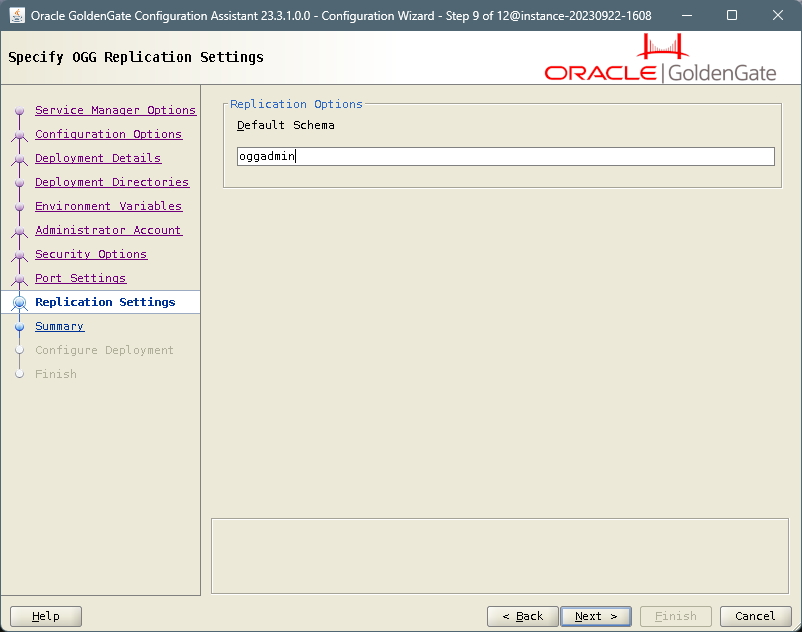 Oracle GoldenGate Configuration Assistant 23.3.1.0.0 - Configuration Wizard - Step 9 of 12@instance-20230922-1608
Specify OGG Replication Settings
ORACLE GoldenGate
Service Manager Options
Configuration Options
Deployment Details
Deployment Directories
Environment Variables
Administrator Account
Security Options
Port Settings
Replication Settings
Summary
Configure Deployment
Finish
Replication Options
Default Schema
oggadmin
Help
< Back
Next >
Finish
Cancel